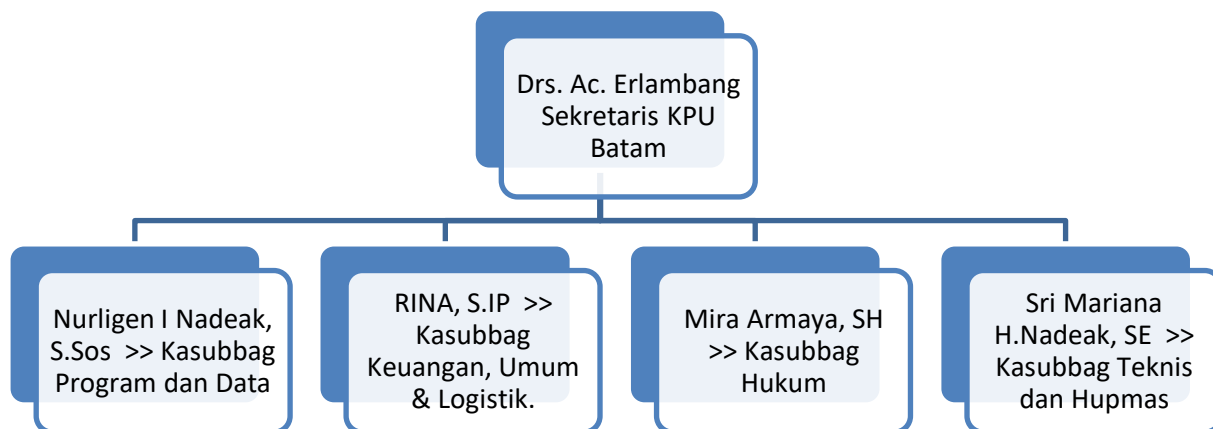 Drs. Ac. Erlambang
Sekretaris KPU
Batam
Nurligen I Nadeak,
S.Sos >> Kasubbag
Program dan Data
RINA, S.IP >>
Kasubbag
Keuangan, Umum
& Logistik.
Mira Armaya, SH
>> Kasubbag
Hukum
Sri Mariana
H.Nadeak, SE >>
Kasubbag Teknis
dan Hupmas